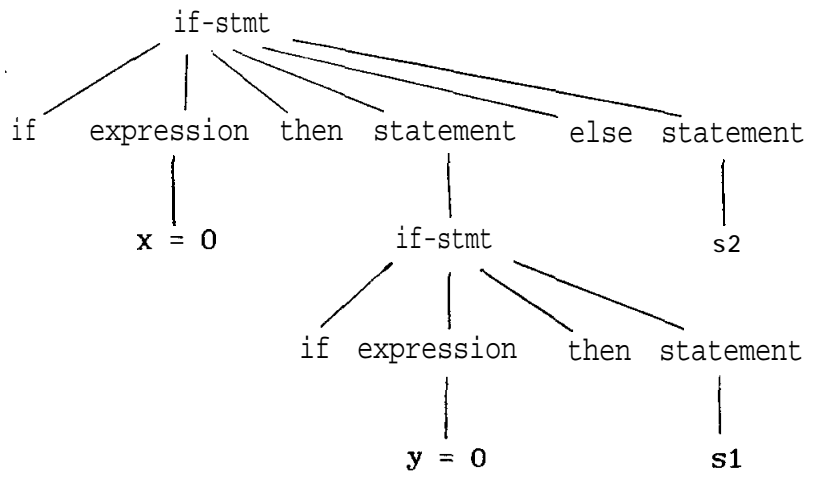 if-stmt
if expression then statement else statement
x = 0 if-stmt s2
if expression then statement
y = 0 s1